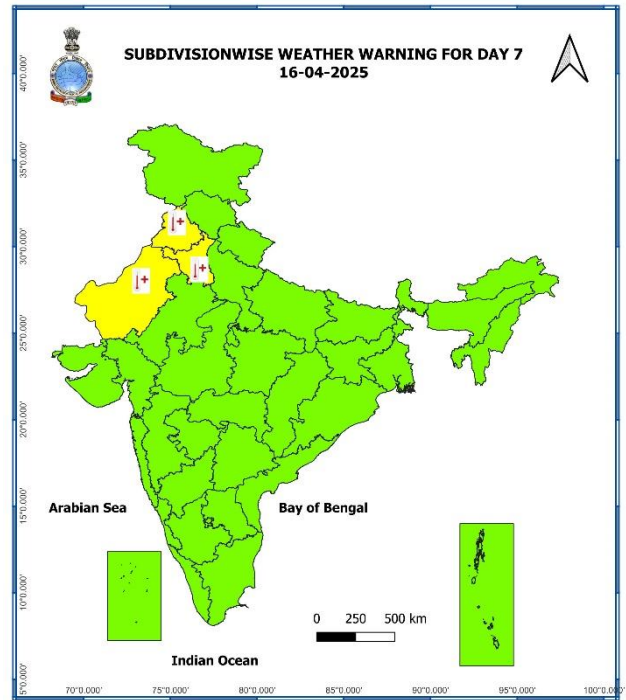 SUBDIVISIONWISE WEATHER WARNING FOR DAY 7
16-04-2025
40°0.000'
35°0.000'
30°0.000'
25°0.000'
20°0.000'
15°0.000'
10°0.000'
5°0.000'
Arabian Sea
Bay of Bengal
0 250 500 km
Indian Ocean
70°0.000' 75°0.000' 80°0.000' 85°0.000' 90°0.000' 95°0.000' 100°0.000'